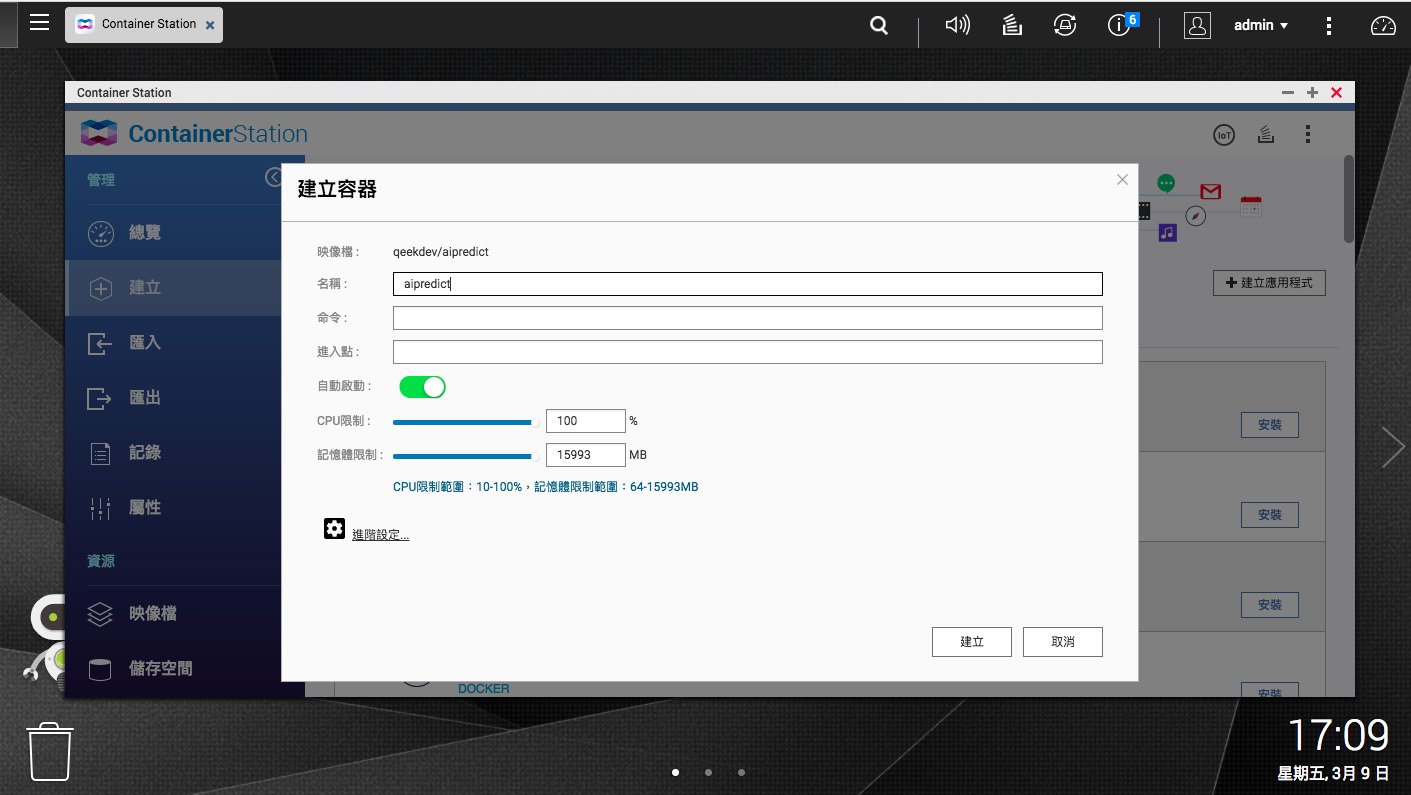 Container Station
6
admin
Container Station
ContainerStation
IoT
管理
總覽
建立
匯入
匯出
記錄
屬性
資源
映像檔
儲存空間
建立容器
映像檔 :
qeekdev/aipredict
名稱 :
aipredict
命令 :
進入點 :
自動啟動 :
CPU限制 :
100
%
記憶體限制 :
15993
MB
CPU限制範圍：10-100%，記憶體限制範圍：64-15993MB
進階設定...
建立
取消
建立應用程式
安裝
安裝
安裝
安裝
DOCKER
17:09
星期五, 3月 9 日